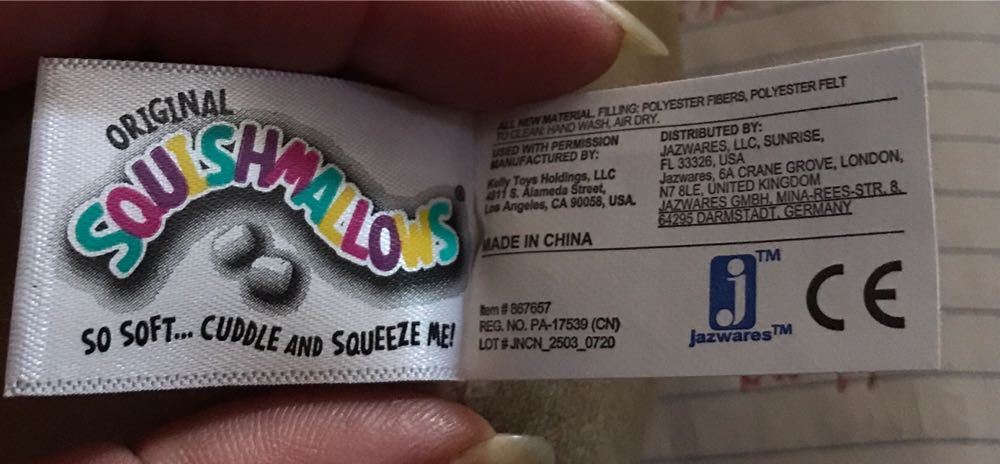 ORIGINAL
SQUISHMALLOWS®
SO SOFT... CUDDLE AND SQUEEZE ME!
ALL NEW MATERIAL. FILLING: POLYESTER FIBERS, POLYESTER FELT
TO CLEAN: HAND WASH, AIR DRY.
USED WITH PERMISSION
MANUFACTURED BY:
Kelly Toys Holdings, LLC
4811 S. Alameda Street,
Los Angeles, CA 90058, USA.
DISTRIBUTED BY:
JAZWARES, LLC, SUNRISE,
FL 33326, USA
Jazwares, 6A CRANE GROVE, LONDON,
N7 8LE, UNITED KINGDOM
JAZWARES GMBH, MINA-REES-STR. 8,
64295 DARMSTADT, GERMANY
MADE IN CHINA
Item # 867657
REG. NO. PA-17539 (CN)
LOT # JNCN_2503_0720
j TM
jazwares™
CE